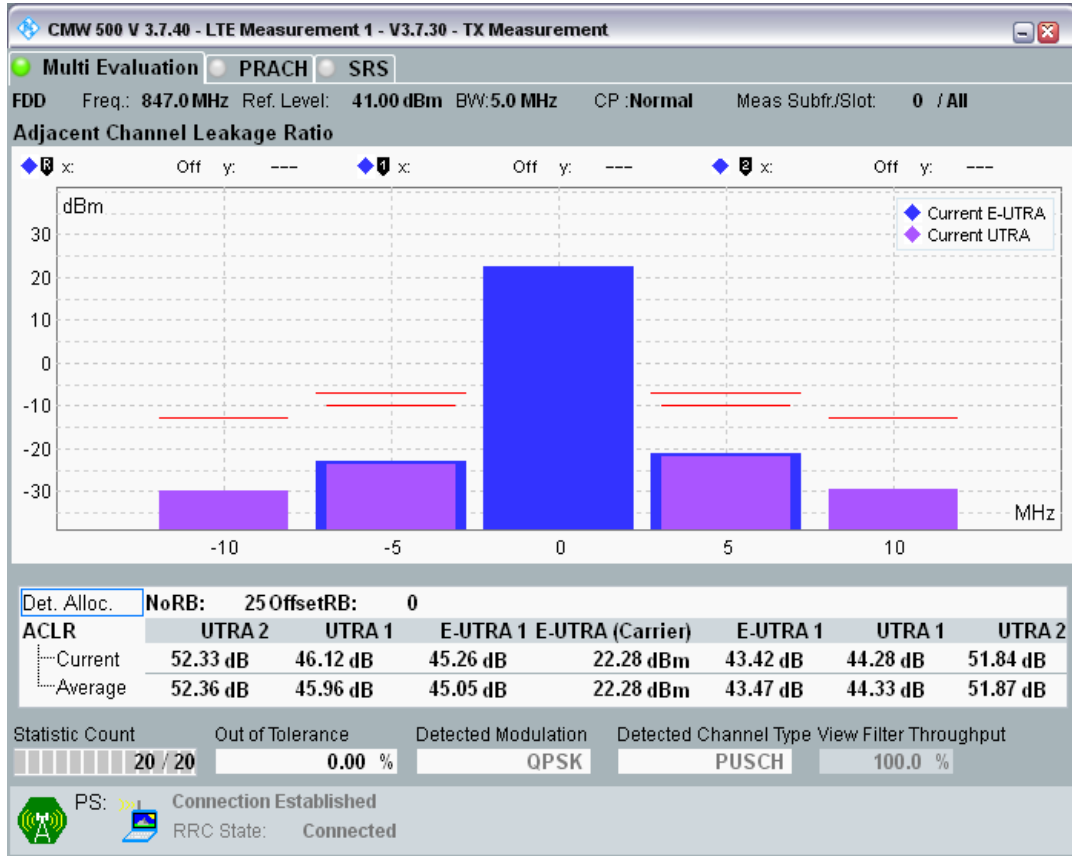 CMW 500 V 3.7.40 - LTE Measurement 1 - V3.7.30 - TX Measurement
Multi Evaluation PRACH SRS
FDD Freq.: 847.0 MHz Ref. Level: 41.00 dBm BW:5.0 MHz CP :Normal Meas Subfr./Slot: 0 / All
Adjacent Channel Leakage Ratio
R x: Off y: --- 1 x: Off y: --- 2 x: Off y: ---
dBm
Current E-UTRA
Current UTRA
30
20
10
0
-10
-20
-30
MHz
-10 -5 0 5 10
Det. Alloc. NoRB: 25 OffsetRB: 0
ACLR UTRA 2 UTRA 1 E-UTRA 1 E-UTRA (Carrier) E-UTRA 1 UTRA 1 UTRA 2
Current 52.33 dB 46.12 dB 45.26 dB 22.28 dBm 43.42 dB 44.28 dB 51.84 dB
Average 52.36 dB 45.96 dB 45.05 dB 22.28 dBm 43.47 dB 44.33 dB 51.87 dB
Statistic Count Out of Tolerance Detected Modulation Detected Channel Type View Filter Throughput
20 / 20 0.00 % QPSK PUSCH 100.0 %
PS: Connection Established
RRC State: Connected